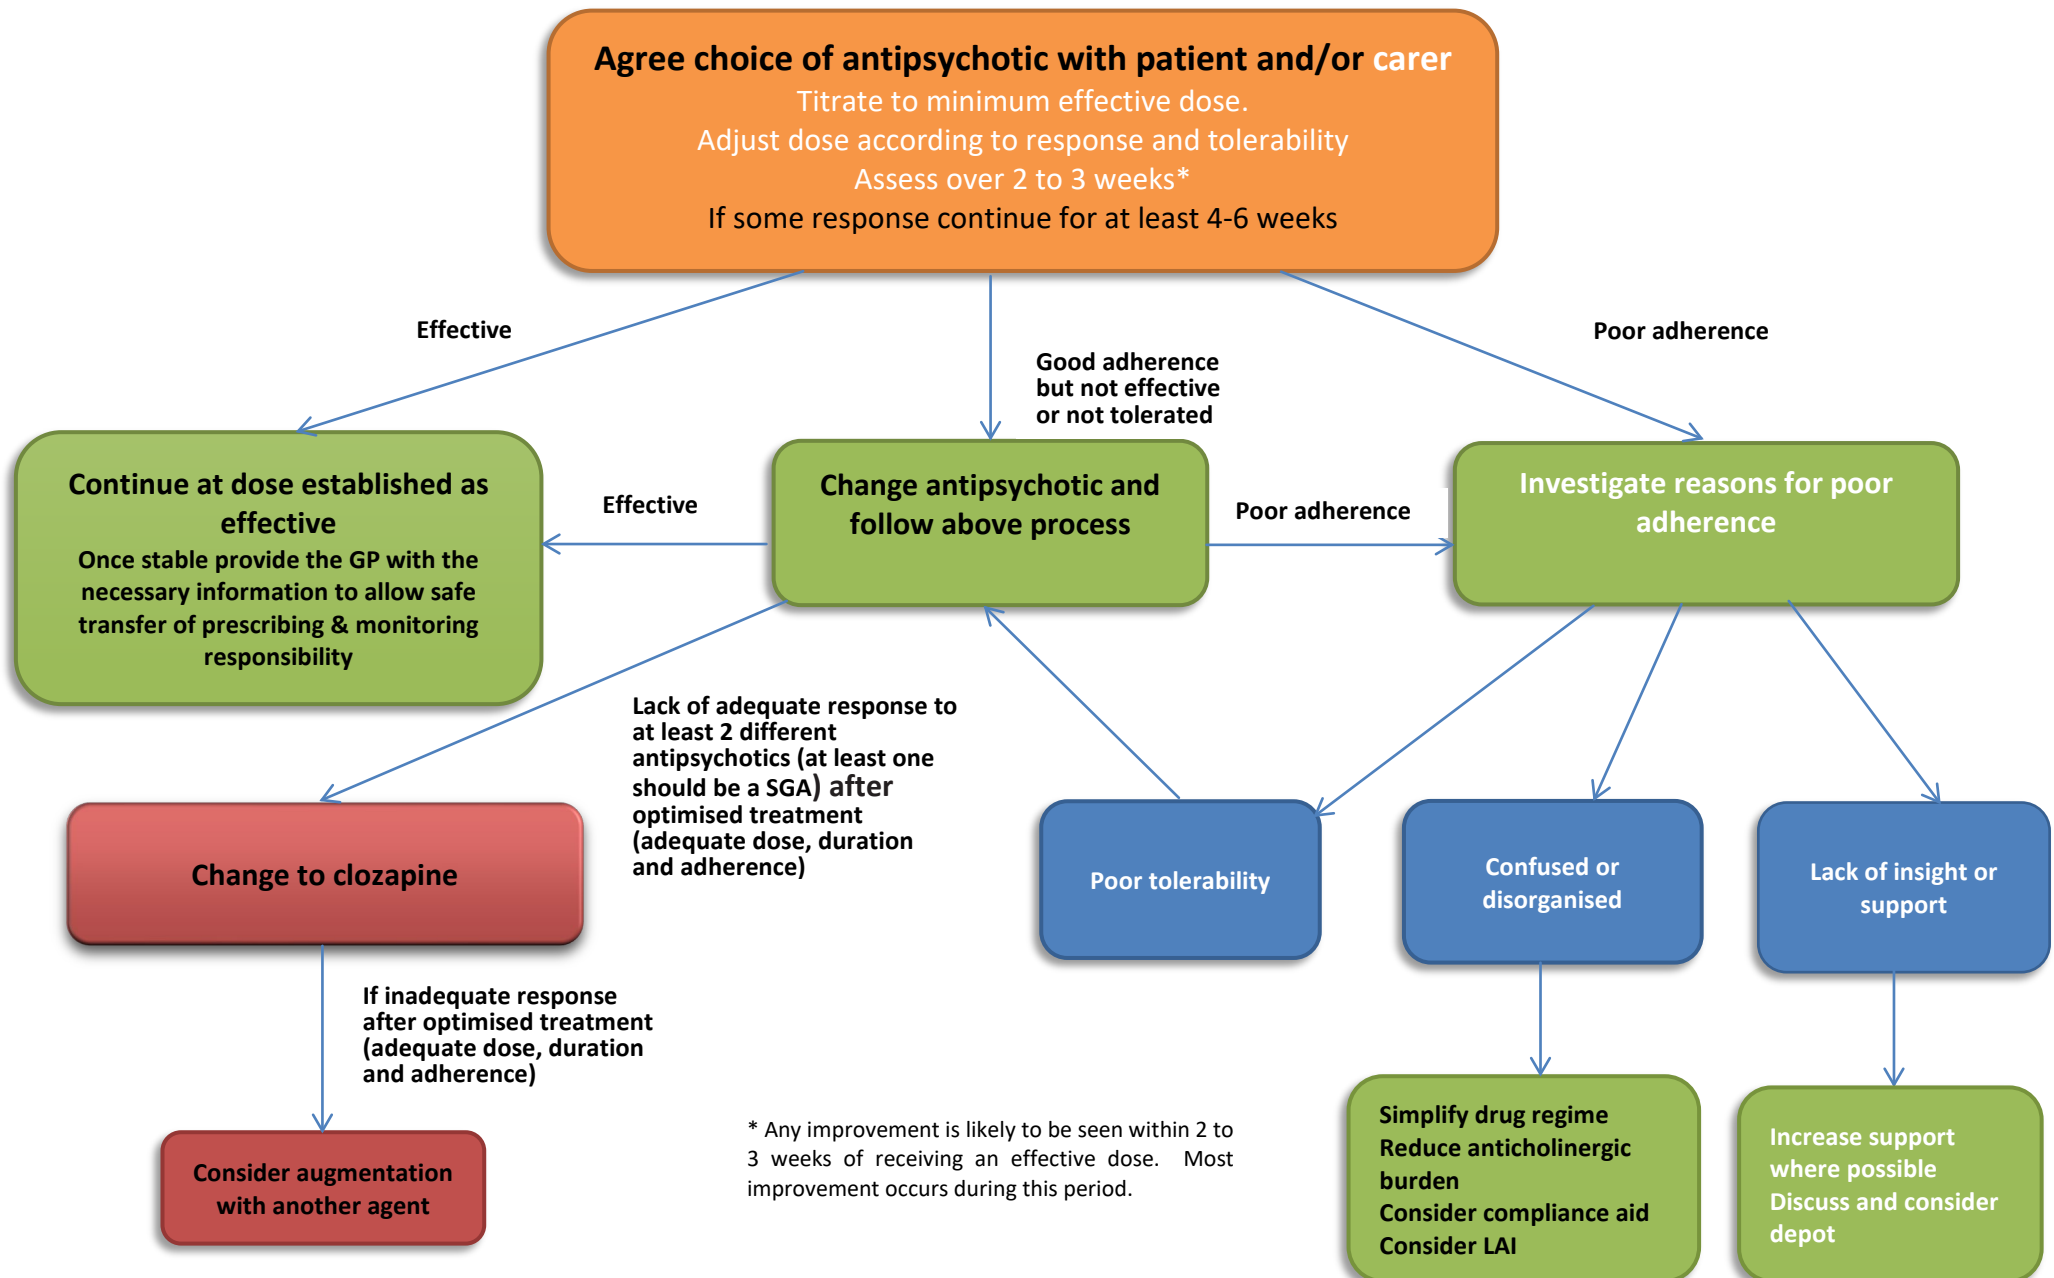 Agree choice of antipsychotic with patient and/or carer
Titrate to minimum effective dose.
Adjust dose according to response and tolerability
Assess over 2 to 3 weeks*
If some response continue for at least 4-6 weeks
Effective
Good adherence
but not effective
or not tolerated
Poor adherence
Continue at dose established as
effective
Once stable provide the GP with the
necessary information to allow safe
transfer of prescribing & monitoring
responsibility
Effective
Change antipsychotic and
follow above process
Poor adherence
Investigate reasons for poor
adherence
Lack of adequate response to
at least 2 different
antipsychotics (at least one
should be a SGA) after
optimised treatment
(adequate dose, duration
and adherence)
Change to clozapine
Poor tolerability
Confused or
disorganised
Lack of insight or
support
If inadequate response
after optimised treatment
(adequate dose, duration
and adherence)
Consider augmentation
with another agent
* Any improvement is likely to be seen within 2 to
3 weeks of receiving an effective dose. Most
improvement occurs during this period.
Simplify drug regime
Reduce anticholinergic
burden
Consider compliance aid
Consider LAI
Increase support
where possible
Discuss and consider
depot